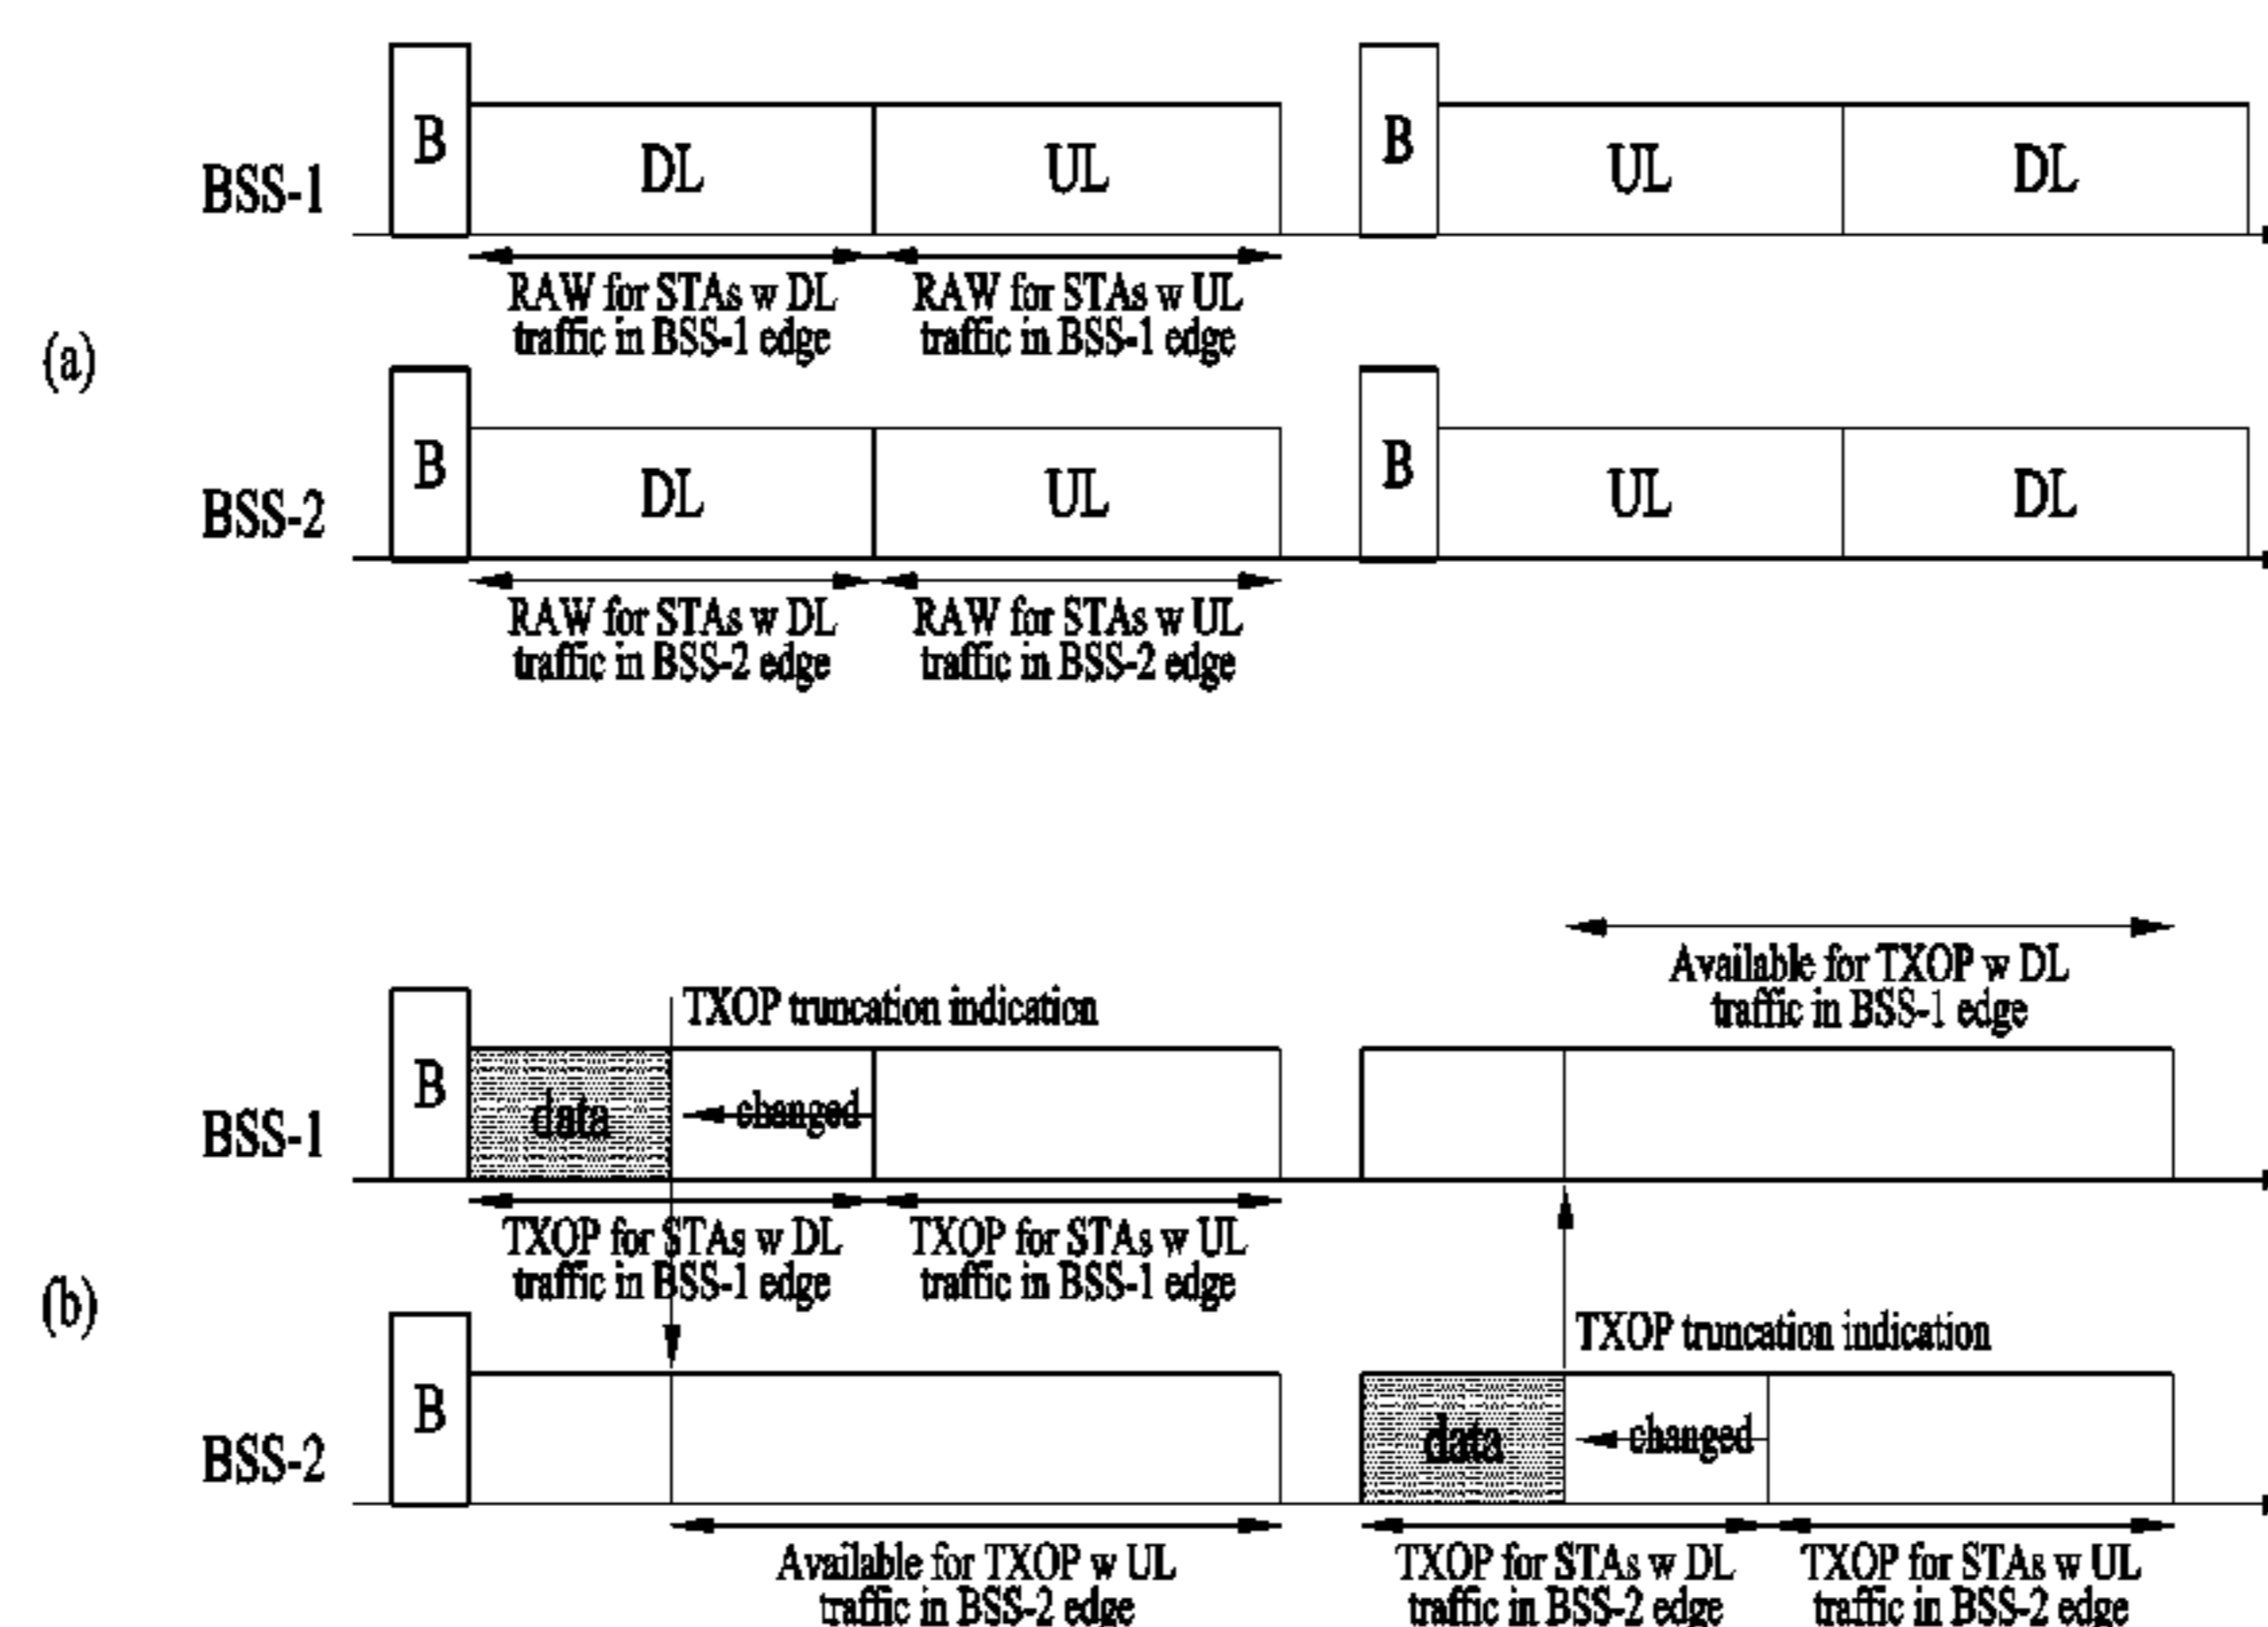 B
DL
UL
B
UL
DL
BSS-1
RAW for STAs w DL
traffic in BSS-1 edge
RAW for STAs w UL
traffic in BSS-1 edge
(a)
B
DL
UL
B
UL
DL
BSS-2
RAW for STAs w DL
traffic in BSS-2 edge
RAW for STAs w UL
traffic in BSS-2 edge
Available for TXOP w DL
traffic in BSS-1 edge
TXOP truncation indication
B
data
changed
BSS-1
TXOP for STAs w DL
traffic in BSS-1 edge
TXOP for STAs w UL
traffic in BSS-1 edge
(b)
TXOP truncation indication
B
data
changed
BSS-2
Available for TXOP w UL
traffic in BSS-2 edge
TXOP for STAs w DL
traffic in BSS-2 edge
TXOP for STAs w UL
traffic in BSS-2 edge